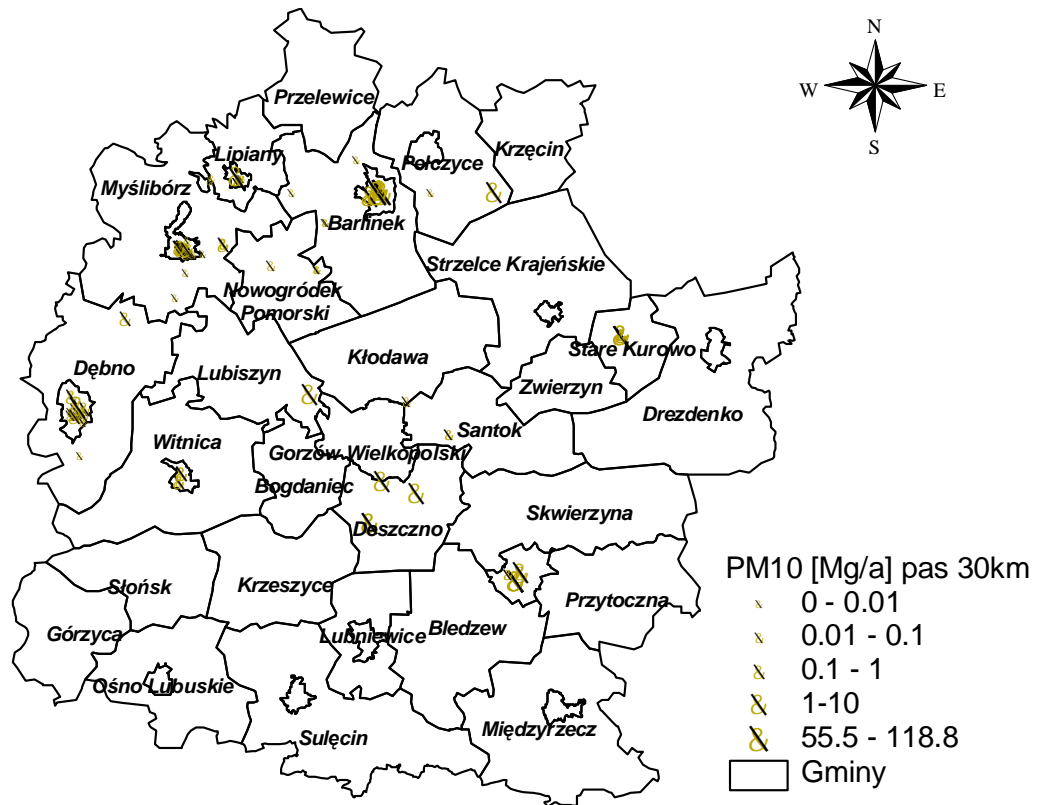 N
W
E
S
Przelewice
Lipiany
Pełczyce
Krzęcin
Myślibórz
Barlinek
Strzelce Krajeńskie
Nowogródek
Pomorski
Kłodawa
Stare Kurowo
Dębno
Lubiszyn
Zwierzyn
Drezdenko
Witnica
Santok
Gorzów Wielkopolski
Bogdaniec
Deszczno
Skwierzyna
Słońsk
Krzeszyce
Przytoczna
Górzyca
Lubniewice
Bledzew
Ośno Lubuskie
Sulęcin
Międzyrzecz
PM10 [Mg/a] pas 30km
0 - 0.01
0.01 - 0.1
0.1 - 1
1-10
55.5 - 118.8
Gminy